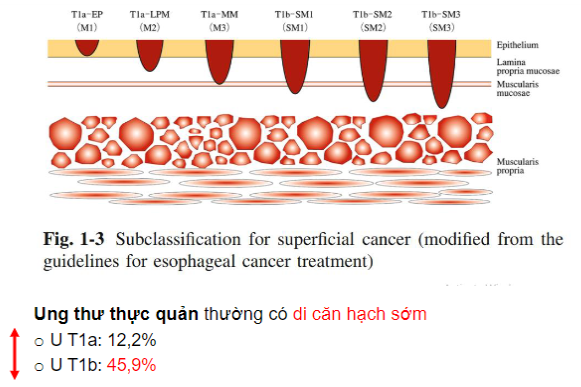 T1a-EP T1a-LPM T1a-MM T1b-SM1 T1b-SM2 T1b-SM3
(M1) (M2) (M3) (SM1) (SM2) (SM3)
Epithelium
Lamina
propria mucosae
Muscularis
mucosae
Muscularis
propria
Fig. 1-3 Subclassification for superficial cancer (modified from the
guidelines for esophageal cancer treatment)
Ung thư thực quản thường có di căn hạch sớm
o U T1a: 12,2%
o U T1b: 45,9%